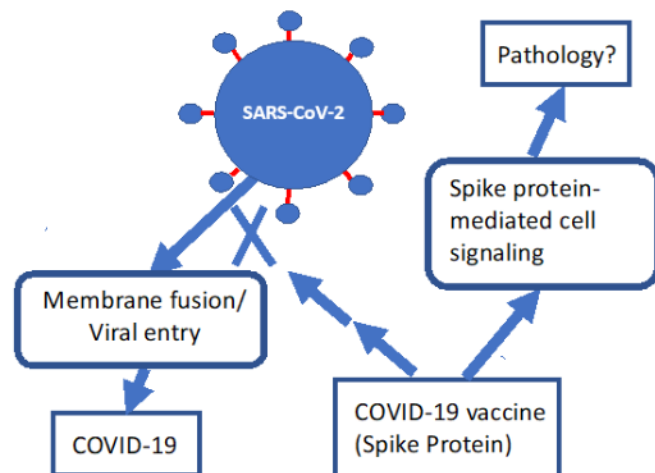 SARS-CoV-2
Pathology?
Spike protein-
mediated cell
signaling
Membrane fusion/
Viral entry
COVID-19
COVID-19 vaccine
(Spike Protein)